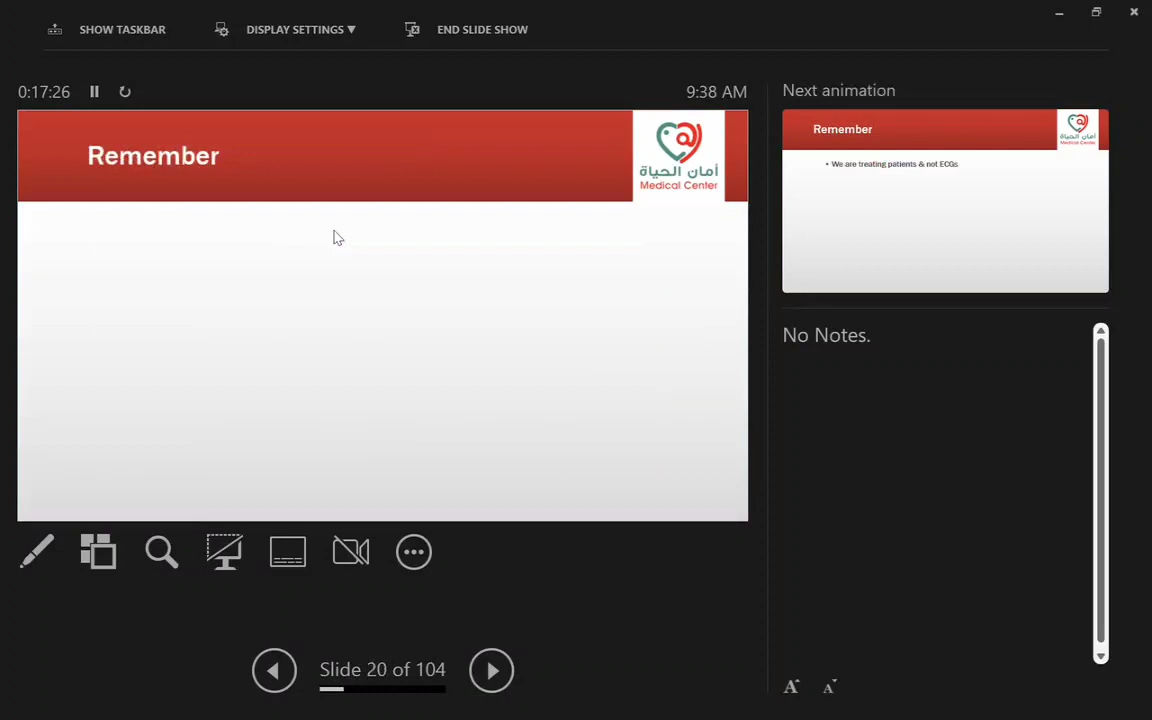 SHOW TASKBAR
DISPLAY SETTINGS ▼
END SLIDE SHOW
0:17:26
9:38 AM
Remember
أمان الحياة
Medical Center
Next animation
Remember
أمان الحياة
Medical Center
• We are treating patients & not ECGs
No Notes.
Slide 20 of 104
A A